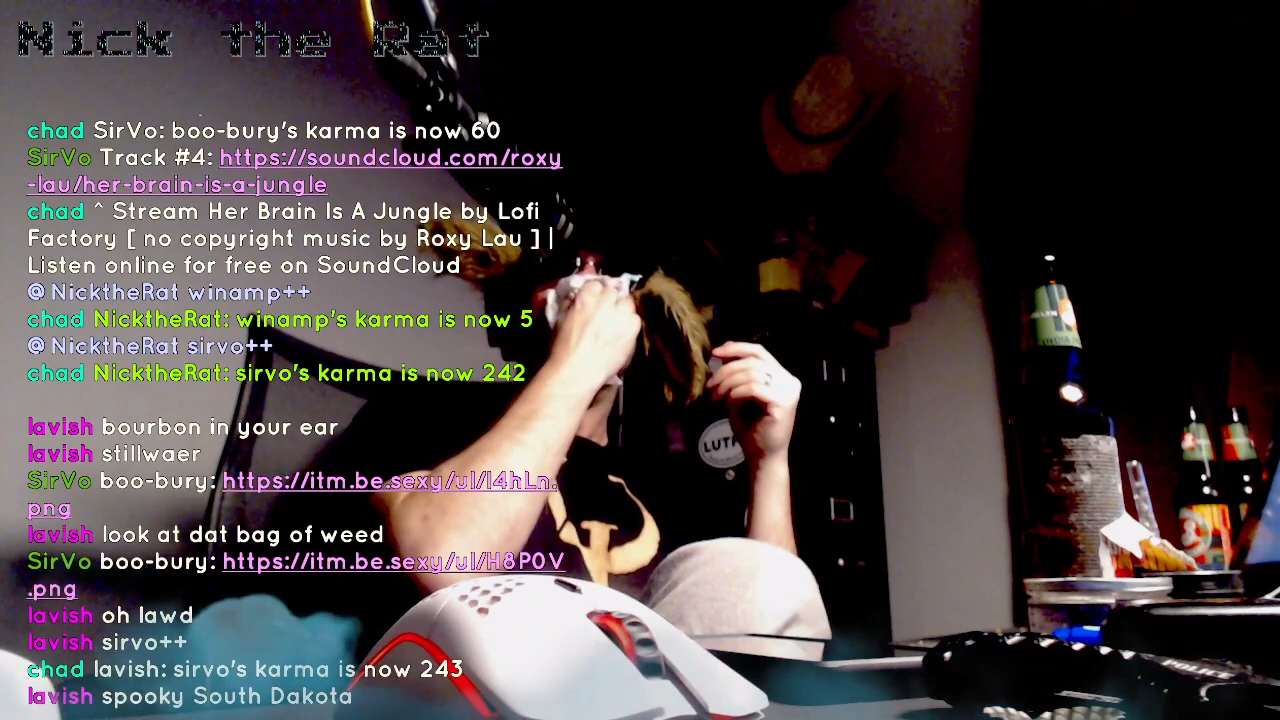 Nick the Rat
chad SirVo: boo-bury's karma is now 60
SirVo Track #4: https://soundcloud.com/roxy
-lau/her-brain-is-a-jungle
chad ^ Stream Her Brain Is A Jungle by Lofi
Factory [ no copyright music by Roxy Lau ] |
Listen online for free on SoundCloud
@NicktheRat winamp++
chad NicktheRat: winamp's karma is now 5
@NicktheRat sirvo++
chad NicktheRat: sirvo's karma is now 242
lavish bourbon in your ear
lavish stillwaer
SirVo boo-bury: https://itm.be.sexy/ul/l4hLn.
png
lavish look at dat bag of weed
SirVo boo-bury: https://itm.be.sexy/ul/H8P0V
.png
lavish oh lawd
lavish sirvo++
chad lavish: sirvo's karma is now 243
lavish spooky South Dakota